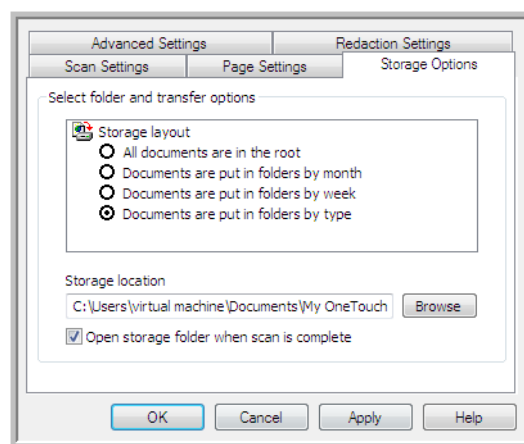 Advanced Settings Redaction Settings
Scan Settings Page Settings Storage Options
Select folder and transfer options
Storage layout
All documents are in the root
Documents are put in folders by month
Documents are put in folders by week
Documents are put in folders by type
Storage location
C:\Users\virtual machine\Documents\My OneTouch Browse
Open storage folder when scan is complete
OK Cancel Apply Help